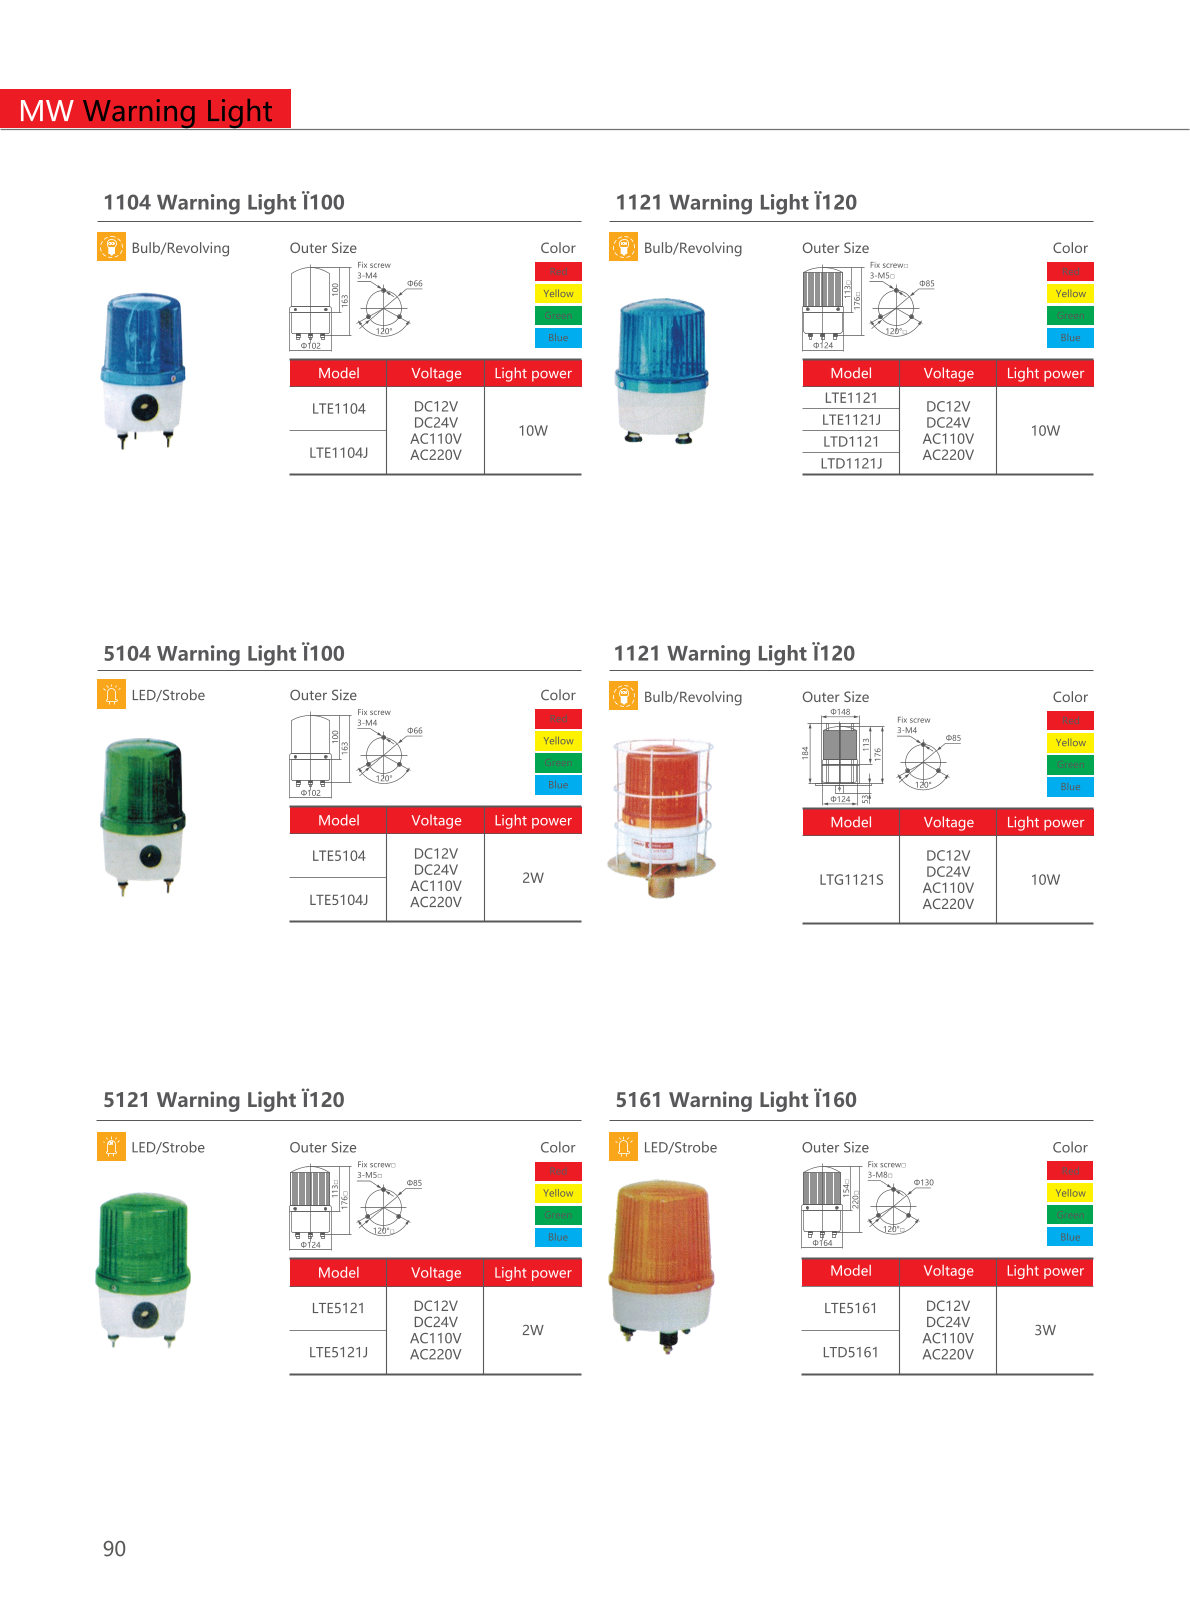 MW Warning Light
1104 Warning Light Ï100
Bulb/Revolving
Outer Size
Color
Fix screw
3-M4
Φ66
100
163
120°
Φ102
Red
Yellow
Green
Blue
Model Voltage Light power
LTE1104
LTE1104J
DC12V
DC24V
AC110V
AC220V
10W
1121 Warning Light Ï120
Bulb/Revolving
Outer Size
Color
Fix screw□
3-M5□
Φ85
113□
176□
120°□
Φ124
Red
Yellow
Green
Blue
Model Voltage Light power
LTE1121
LTE1121J
LTD1121
LTD1121J
DC12V
DC24V
AC110V
AC220V
10W
5104 Warning Light Ï100
LED/Strobe
Outer Size
Color
Fix screw
3-M4
Φ66
100
163
120°
Φ102
Red
Yellow
Green
Blue
Model Voltage Light power
LTE5104
LTE5104J
DC12V
DC24V
AC110V
AC220V
2W
1121 Warning Light Ï120
Bulb/Revolving
Outer Size
Color
Φ148
Fix screw
3-M4
Φ85
184
113
176
120°
Φ124
53
Red
Yellow
Green
Blue
Model Voltage Light power
LTG1121S
DC12V
DC24V
AC110V
AC220V
10W
5121 Warning Light Ï120
LED/Strobe
Outer Size
Color
Fix screw□
3-M5□
Φ85
113□
176□
120°□
Φ124
Red
Yellow
Green
Blue
Model Voltage Light power
LTE5121
LTE5121J
DC12V
DC24V
AC110V
AC220V
2W
5161 Warning Light Ï160
LED/Strobe
Outer Size
Color
Fix screw□
3-M8□
Φ130
154□
220□
120°□
Φ164
Red
Yellow
Green
Blue
Model Voltage Light power
LTE5161
LTD5161
DC12V
DC24V
AC110V
AC220V
3W
90